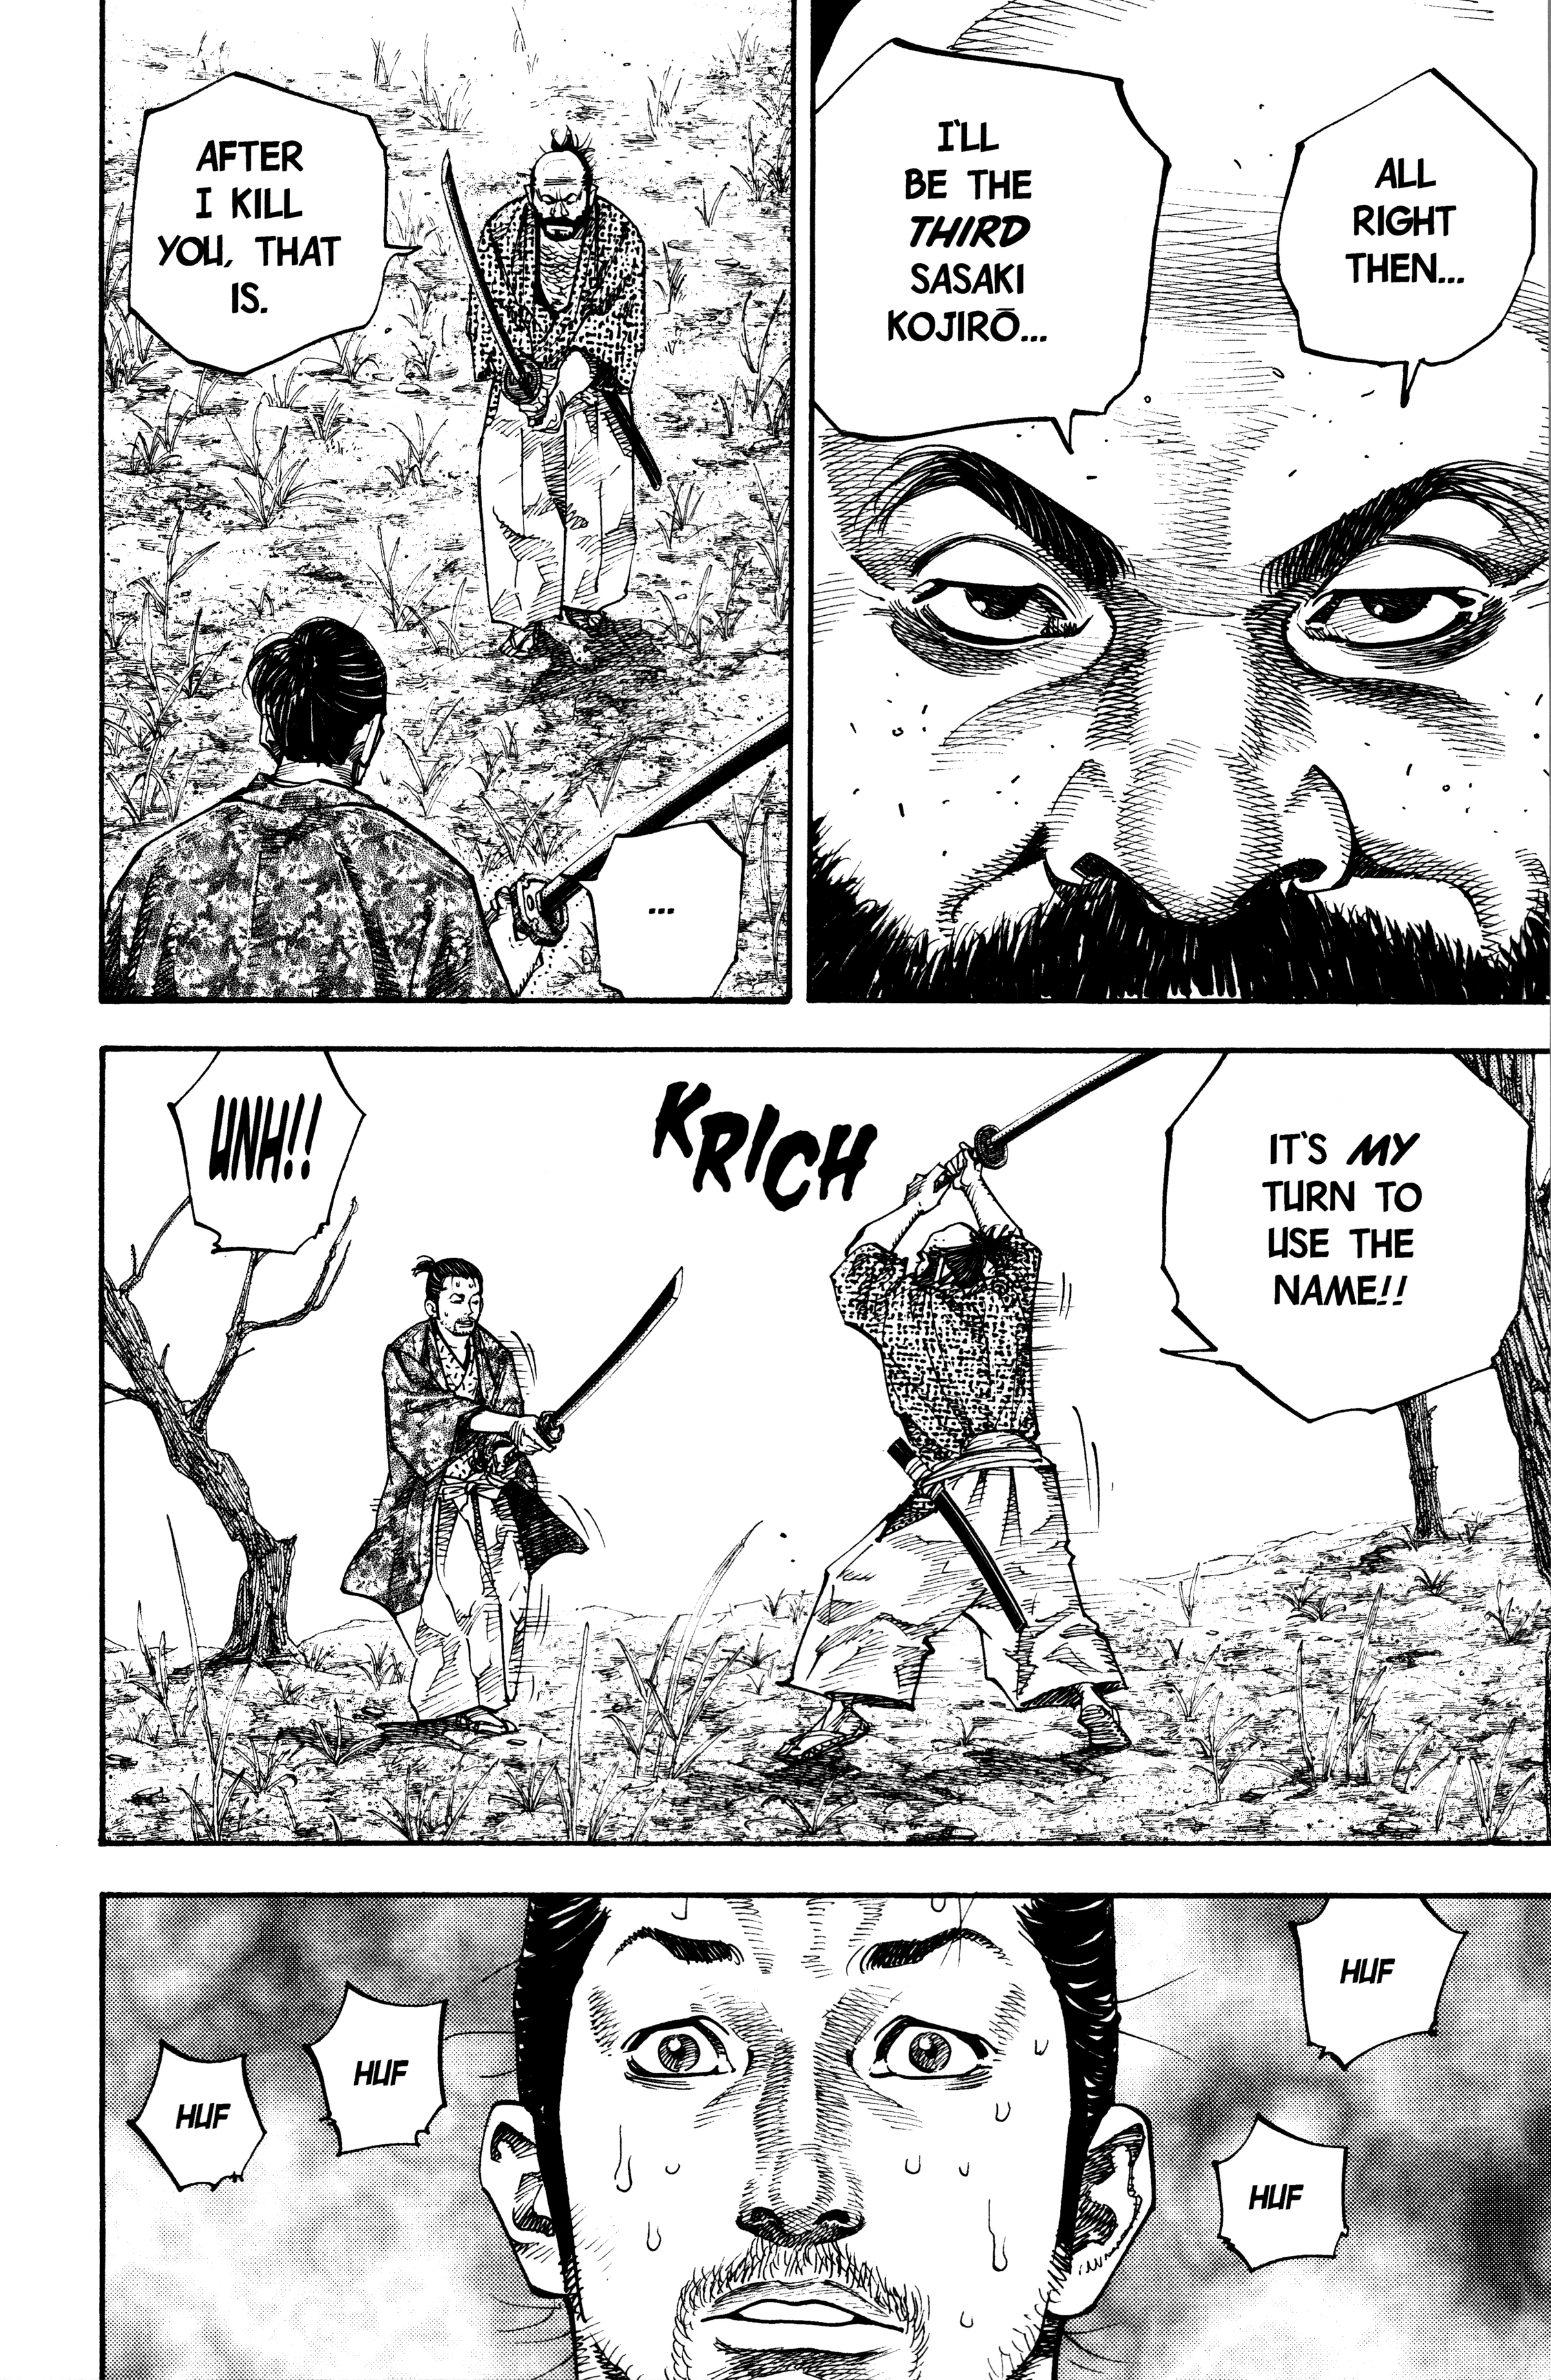 ALL
RIGHT
THEN...
I'LL
BE THE
THIRD
SASAKI
KOJIRŌ...
AFTER
I KILL
YOU, THAT
IS.
...
IT'S MY
TURN TO
USE THE
NAME!!
KRICH
UNH!!
HUF
HUF
HUF
HUF